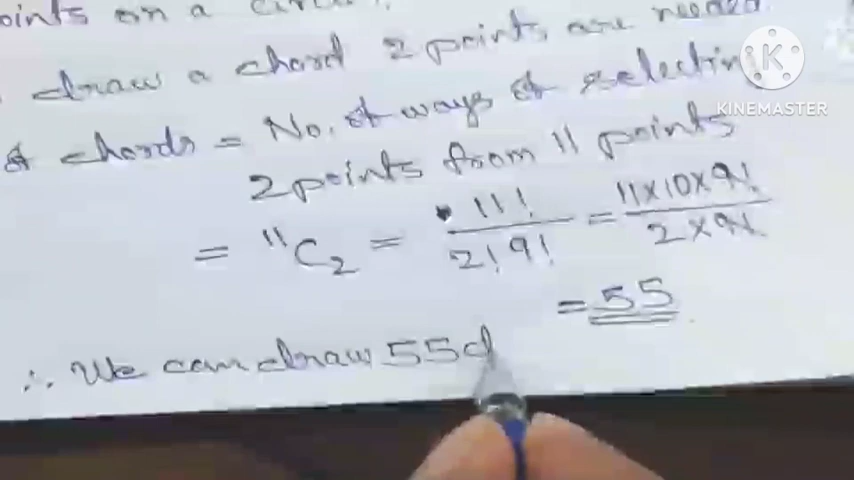 points on a circle.
draw a chord 2 points are needed.
of chords = No. of ways of selecting
2 points from 11 points
= ¹¹C₂ = 11! / 2! 9! = 11×10×9! / 2×9!
= 55
∴ We can draw 55
KINEMASTER